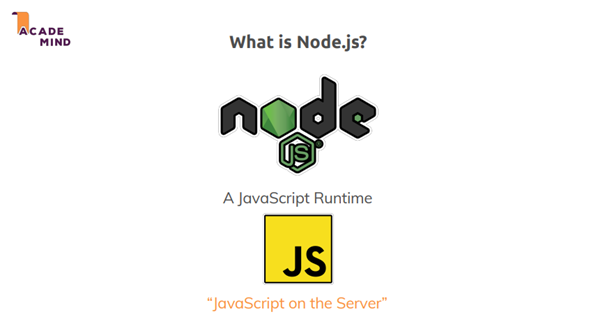 ACADE
MIND
What is Node.js?
node
JS
A JavaScript Runtime
JS
“JavaScript on the Server”